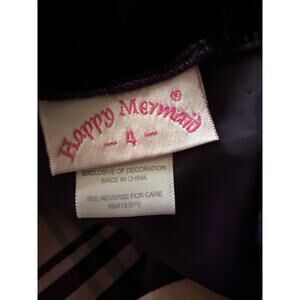 Happy Mermaid®
- 4 -
EXCLUSIVE OF DECORATION
MADE IN CHINA
SEE REVERSE FOR CARE